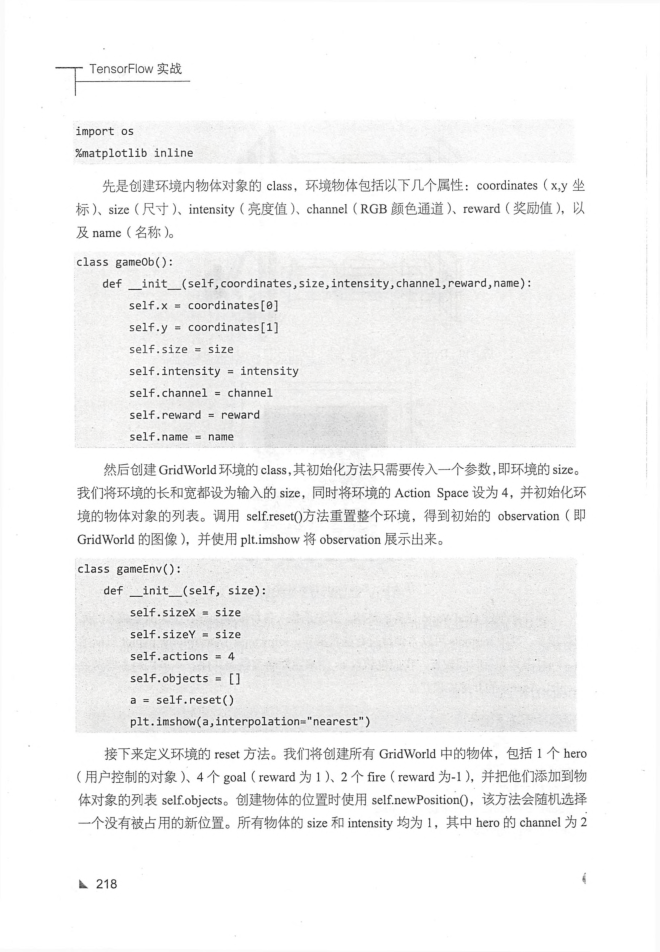 TensorFlow 实战
import os
%matplotlib inline
先是创建环境内物体对象的 class，环境物体包括以下几个属性：coordinates（x,y 坐
标）、size（尺寸）、intensity（亮度值）、channel（RGB 颜色通道）、reward（奖励值），以
及 name（名称）。
class gameOb():
def __init__(self,coordinates,size,intensity,channel,reward,name):
self.x = coordinates[0]
self.y = coordinates[1]
self.size = size
self.intensity = intensity
self.channel = channel
self.reward = reward
self.name = name
然后创建 GridWorld 环境的 class，其初始化方法只需要传入一个参数，即环境的 size。
我们将环境的长和宽都设为输入的 size，同时将环境的 Action Space 设为 4，并初始化环
境的物体对象的列表。调用 self.reset()方法重置整个环境，得到初始的 observation（即
GridWorld 的图像），并使用 plt.imshow 将 observation 展示出来。
class gameEnv():
def __init__(self, size):
self.sizeX = size
self.sizeY = size
self.actions = 4
self.objects = []
a = self.reset()
plt.imshow(a,interpolation="nearest")
接下来定义环境的 reset 方法。我们将创建所有 GridWorld 中的物体，包括 1 个 hero
（用户控制的对象）、4 个 goal（reward 为 1）、2 个 fire（reward 为-1），并把他们添加到物
体对象的列表 self.objects。创建物体的位置时使用 self.newPosition()，该方法会随机选择
一个没有被占用的新位置。所有物体的 size 和 intensity 均为 1，其中 hero 的 channel 为 2
218